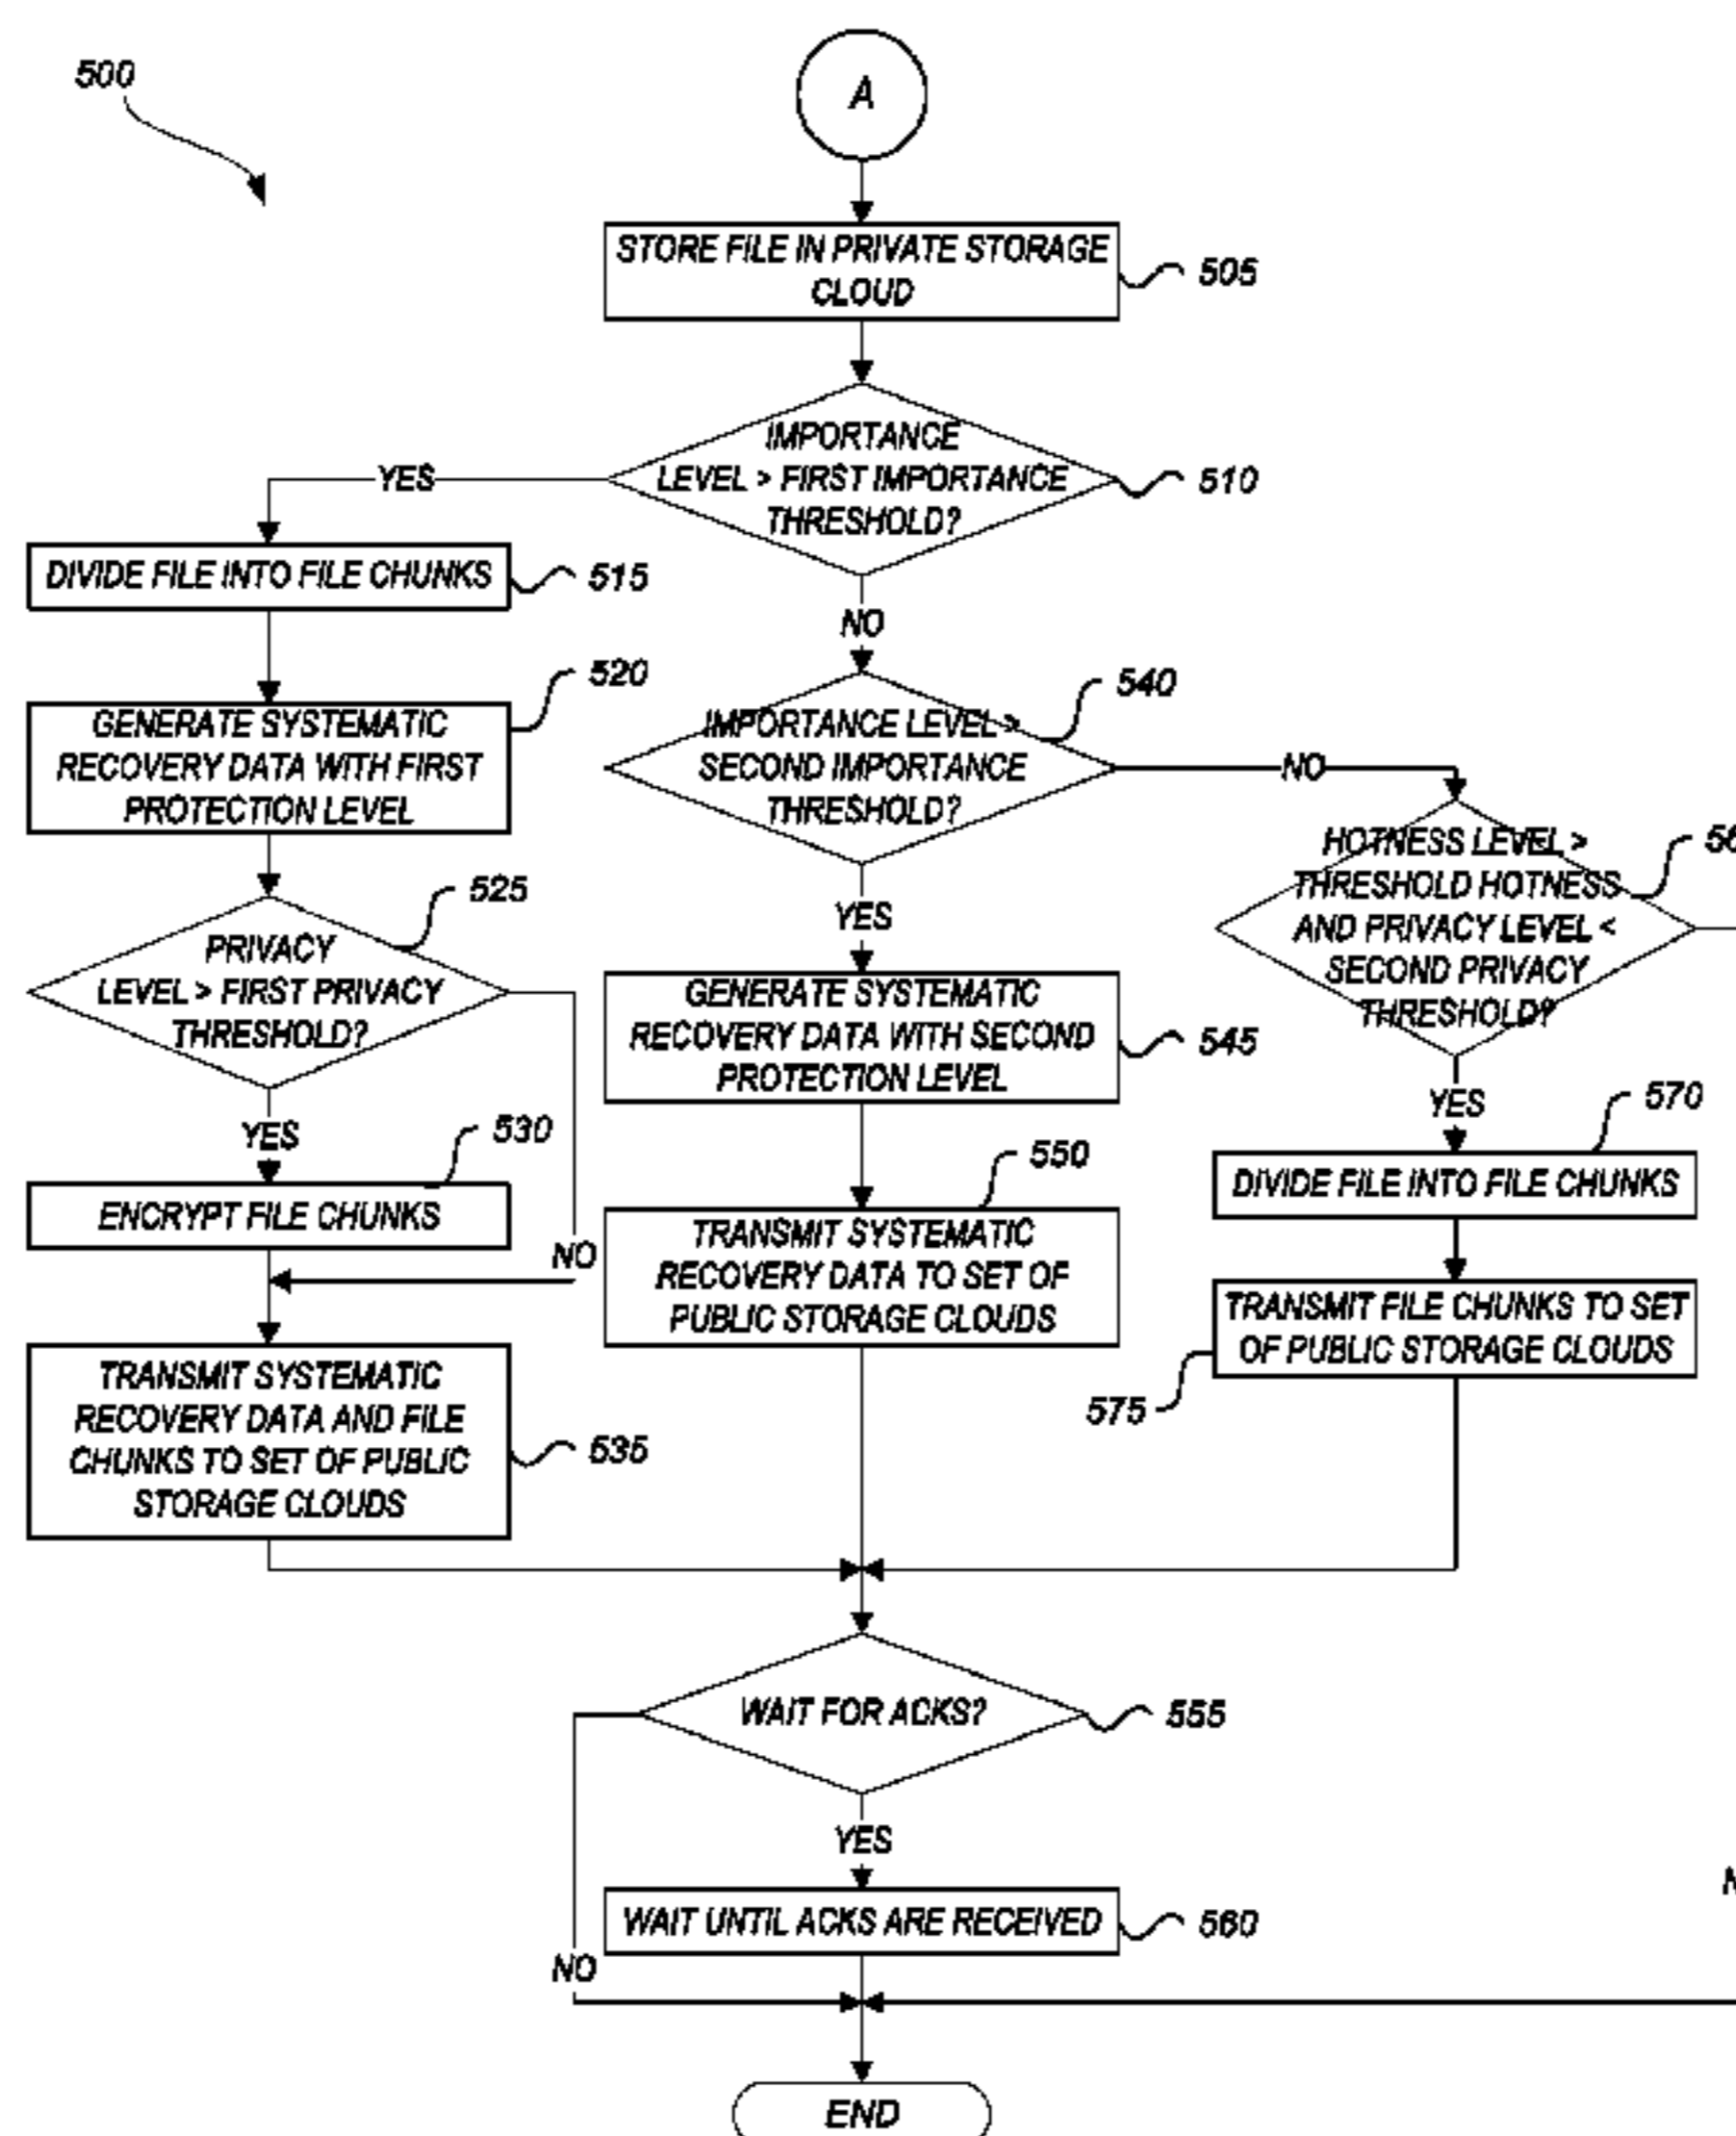 500
A
STORE FILE IN PRIVATE STORAGE
CLOUD
505
IMPORTANCE
LEVEL > FIRST IMPORTANCE
THRESHOLD?
510
YES
NO
DIVIDE FILE INTO FILE CHUNKS
515
GENERATE SYSTEMATIC
RECOVERY DATA WITH FIRST
PROTECTION LEVEL
520
PRIVACY
LEVEL > FIRST PRIVACY
THRESHOLD?
525
YES
NO
ENCRYPT FILE CHUNKS
530
TRANSMIT SYSTEMATIC
RECOVERY DATA AND FILE
CHUNKS TO SET OF PUBLIC
STORAGE CLOUDS
535
IMPORTANCE LEVEL >
SECOND IMPORTANCE
THRESHOLD?
540
NO
YES
GENERATE SYSTEMATIC
RECOVERY DATA WITH SECOND
PROTECTION LEVEL
545
TRANSMIT SYSTEMATIC
RECOVERY DATA TO SET OF
PUBLIC STORAGE CLOUDS
550
HOTNESS LEVEL >
THRESHOLD HOTNESS
AND PRIVACY LEVEL <
SECOND PRIVACY
THRESHOLD?
YES
DIVIDE FILE INTO FILE CHUNKS
570
TRANSMIT FILE CHUNKS TO SET
OF PUBLIC STORAGE CLOUDS
575
WAIT FOR ACKS?
555
YES
WAIT UNTIL ACKS ARE RECEIVED
560
NO
END